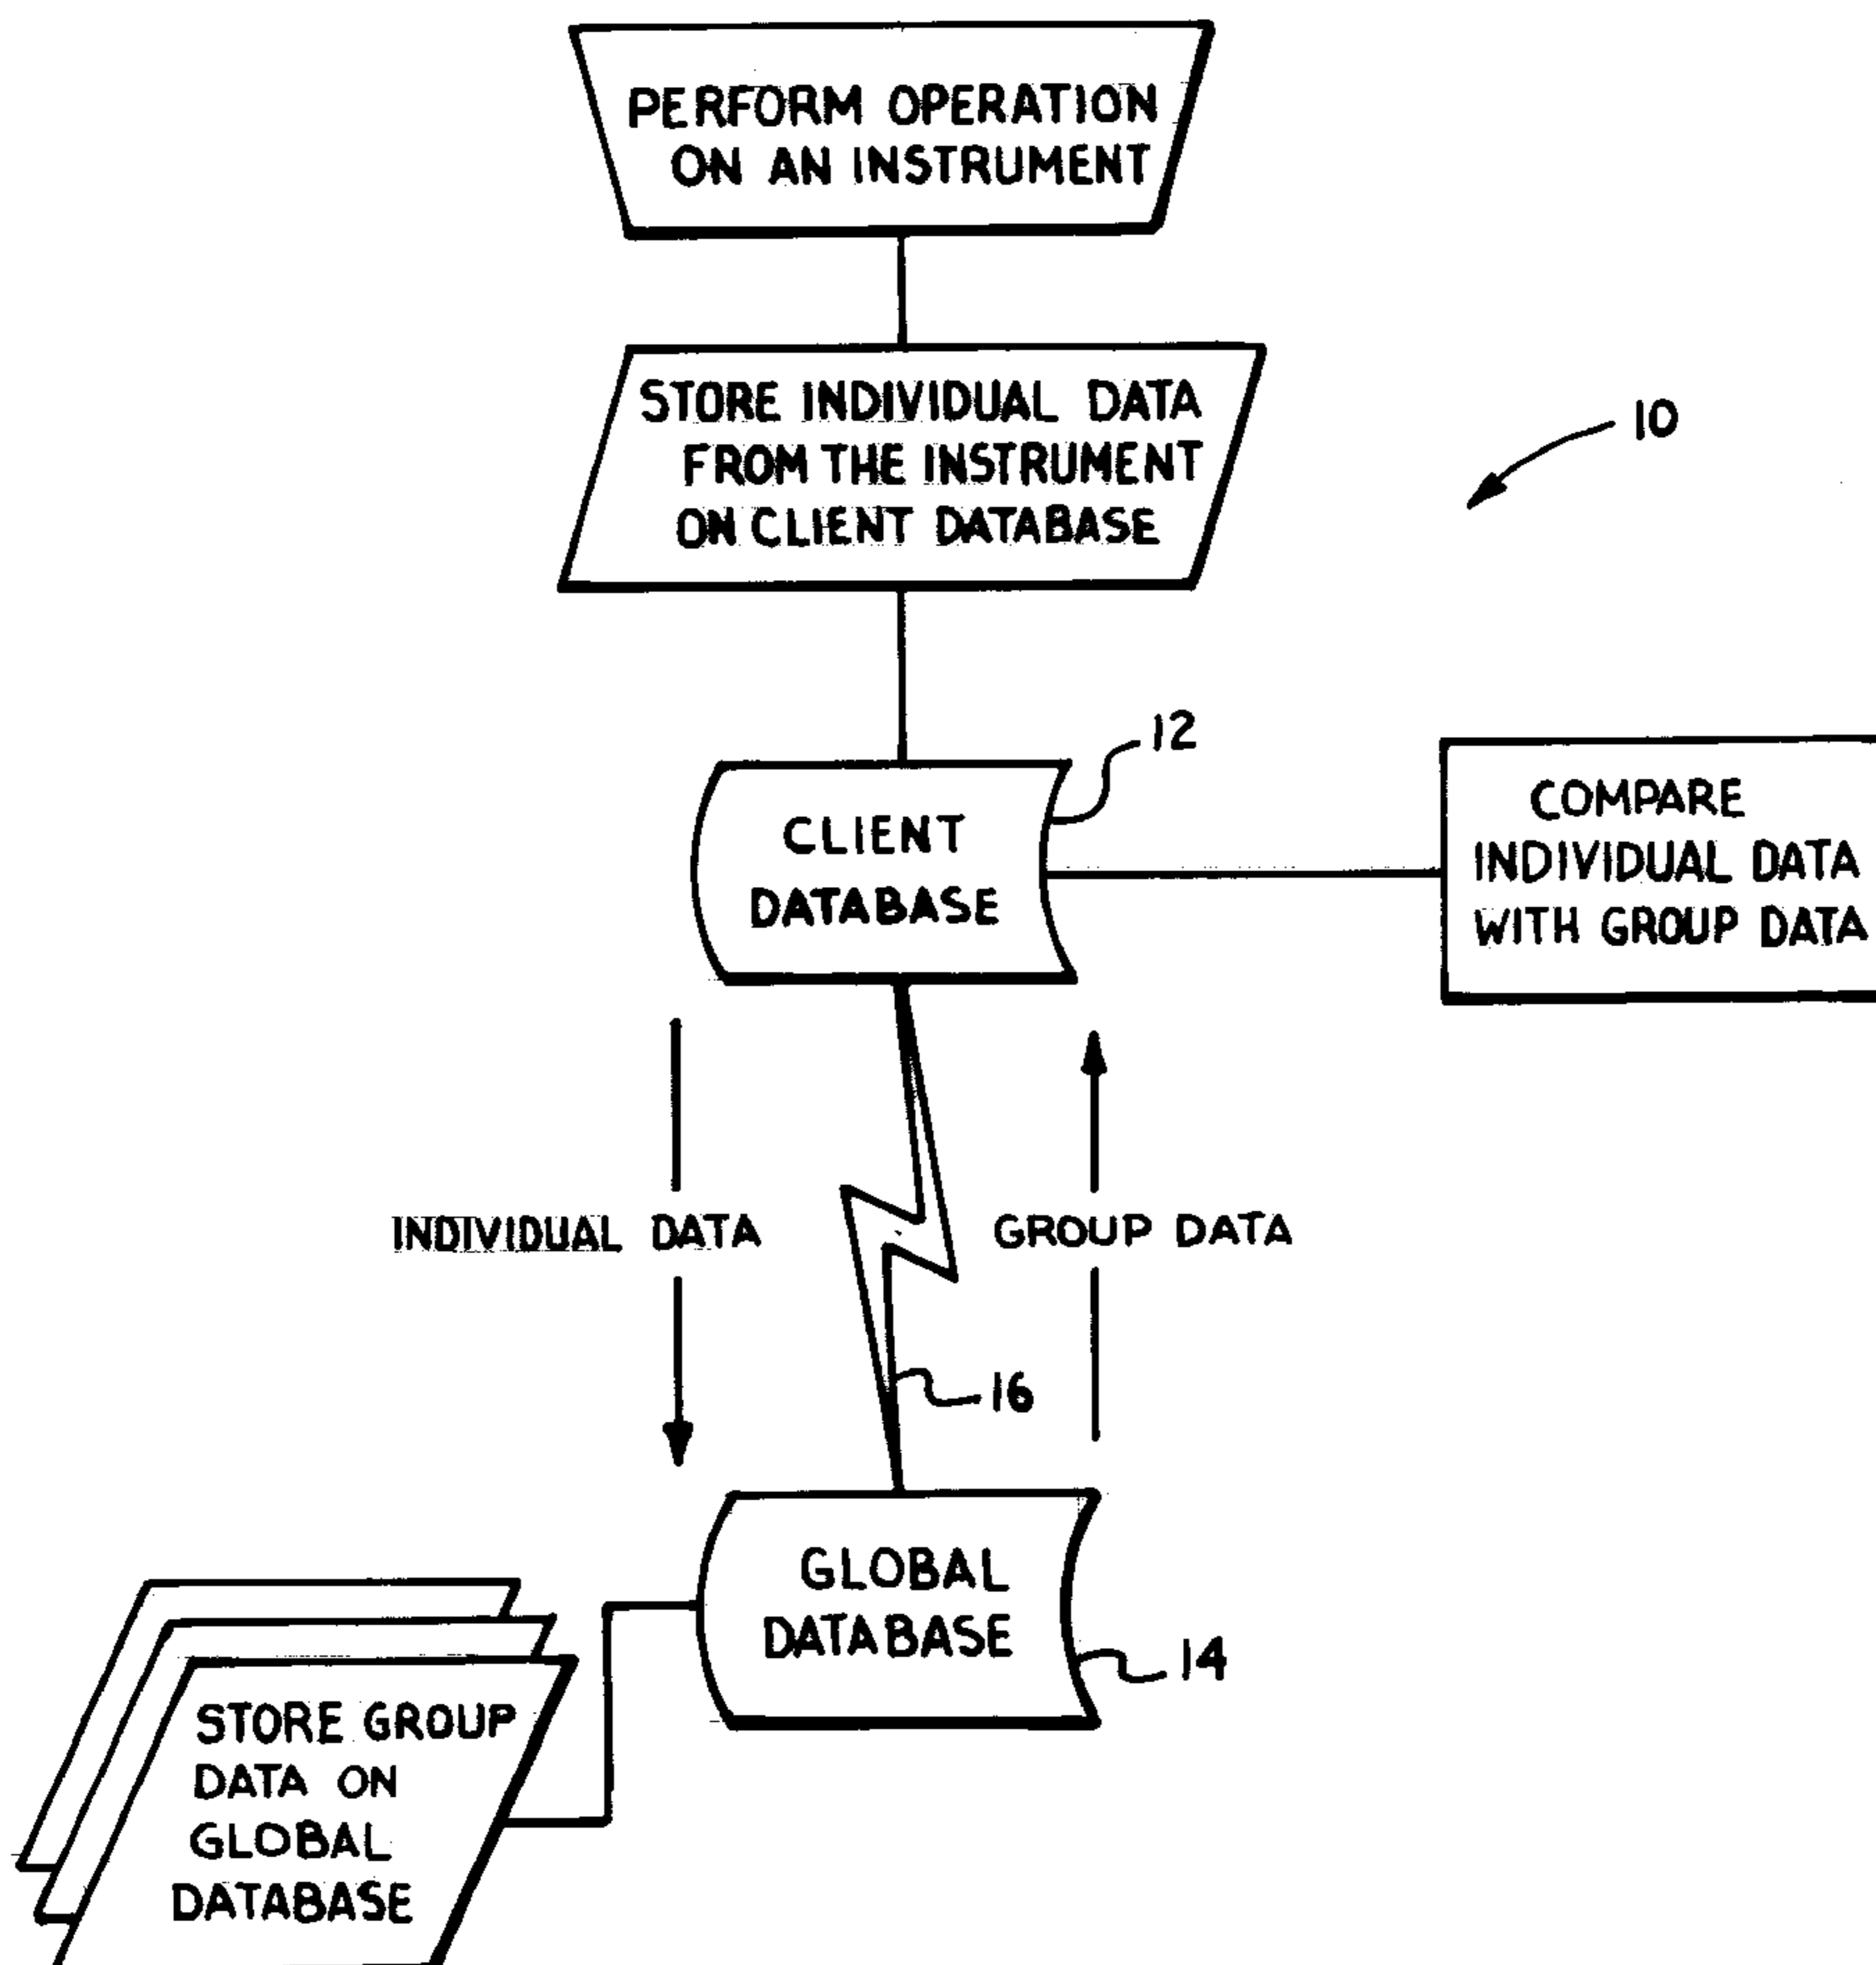 PERFORM OPERATION
ON AN INSTRUMENT
STORE INDIVIDUAL DATA
FROM THE INSTRUMENT
ON CLIENT DATABASE
10
12
CLIENT
DATABASE
COMPARE
INDIVIDUAL DATA
WITH GROUP DATA
INDIVIDUAL DATA
GROUP DATA
16
GLOBAL
DATABASE
14
STORE GROUP
DATA ON
GLOBAL
DATABASE